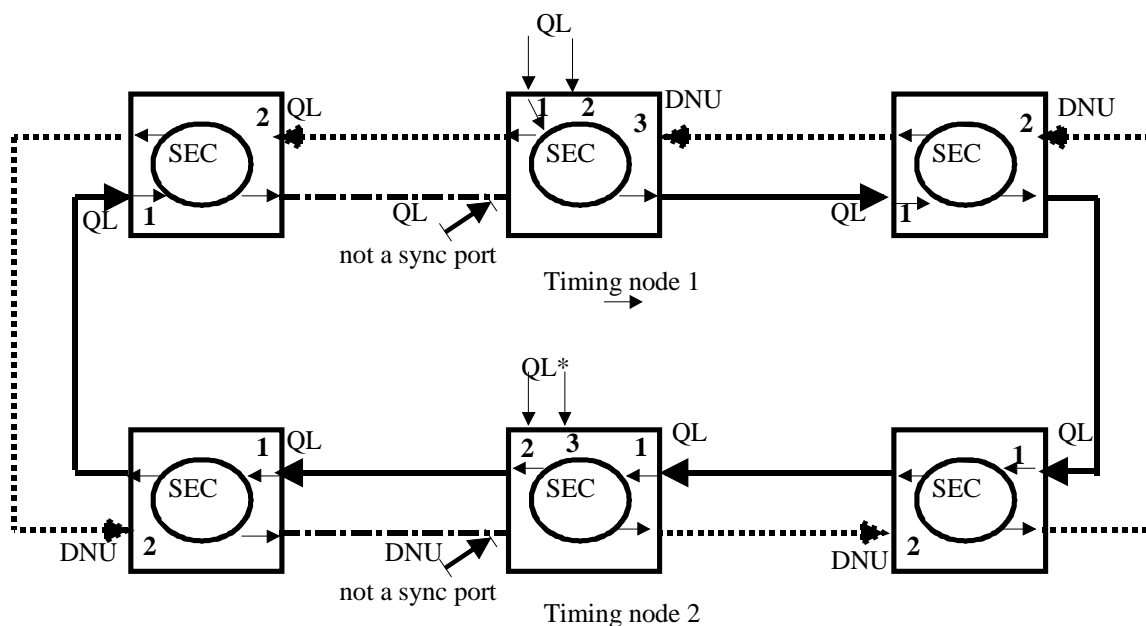 QL
2 QL
1 2 3 DNU
2 DNU
SEC
SEC
SEC
QL 1
QL
QL 1
not a sync port
Timing node 1
QL*
1 QL
2 3 1 QL
1 QL
SEC
SEC
SEC
DNU 2
DNU
DNU 2
not a sync port
Timing node 2